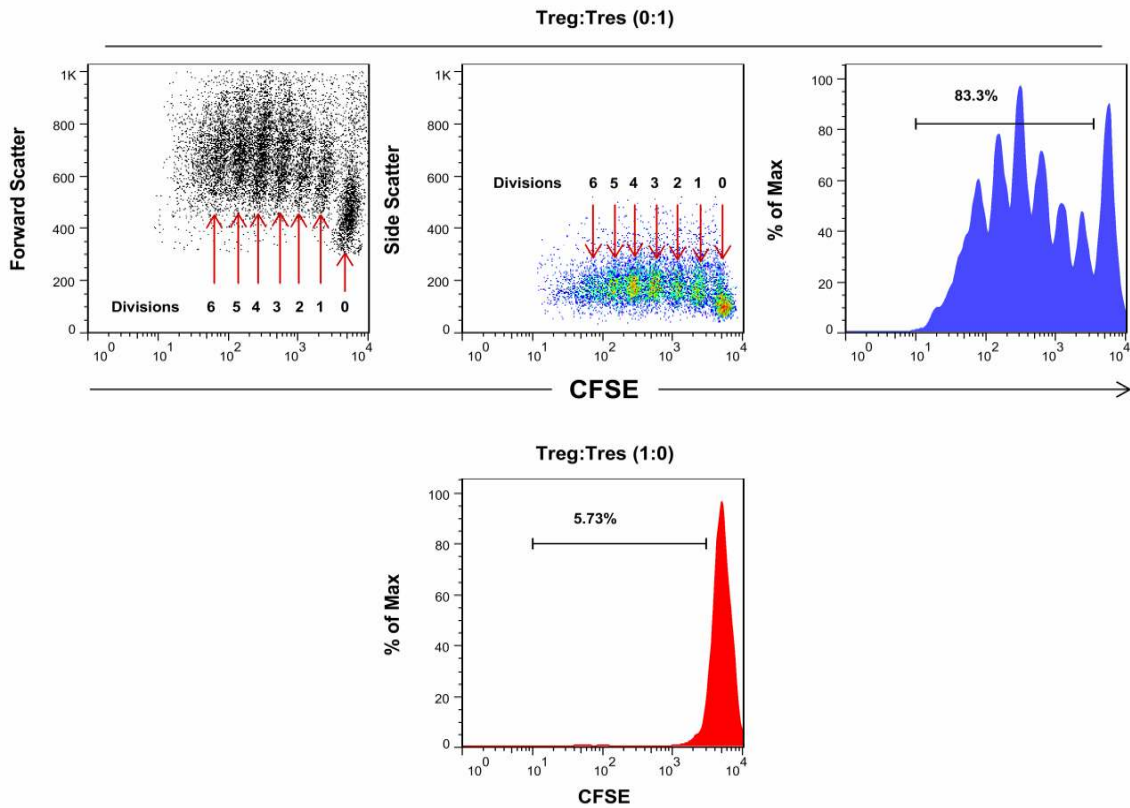 Treg:Tres (0:1)
Forward Scatter
1K
800
600
400
200
0
Divisions 6 5 4 3 2 1 0
10^0 10^1 10^2 10^3 10^4
Side Scatter
1K
800
600
400
200
0
Divisions 6 5 4 3 2 1 0
10^0 10^1 10^2 10^3 10^4
% of Max
100
80
60
40
20
0
83.3%
10^0 10^1 10^2 10^3 10^4
CFSE
Treg:Tres (1:0)
% of Max
100
80
60
40
20
0
5.73%
10^0 10^1 10^2 10^3 10^4
CFSE